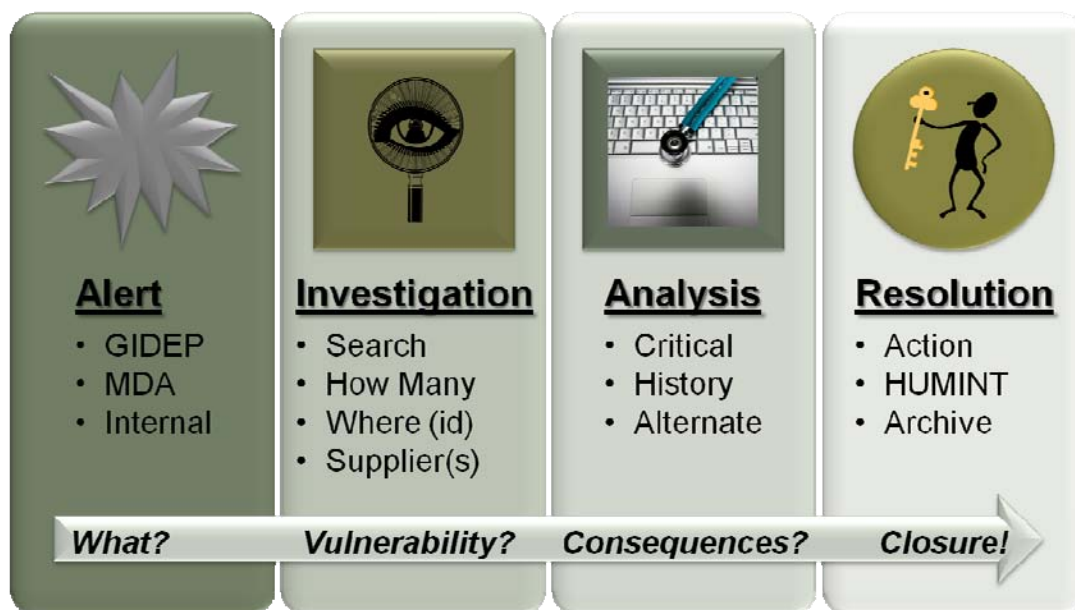 Alert
• GIDEP
• MDA
• Internal
Investigation
• Search
• How Many
• Where (id)
• Supplier(s)
Analysis
• Critical
• History
• Alternate
Resolution
• Action
• HUMINT
• Archive
What? Vulnerability? Consequences? Closure!